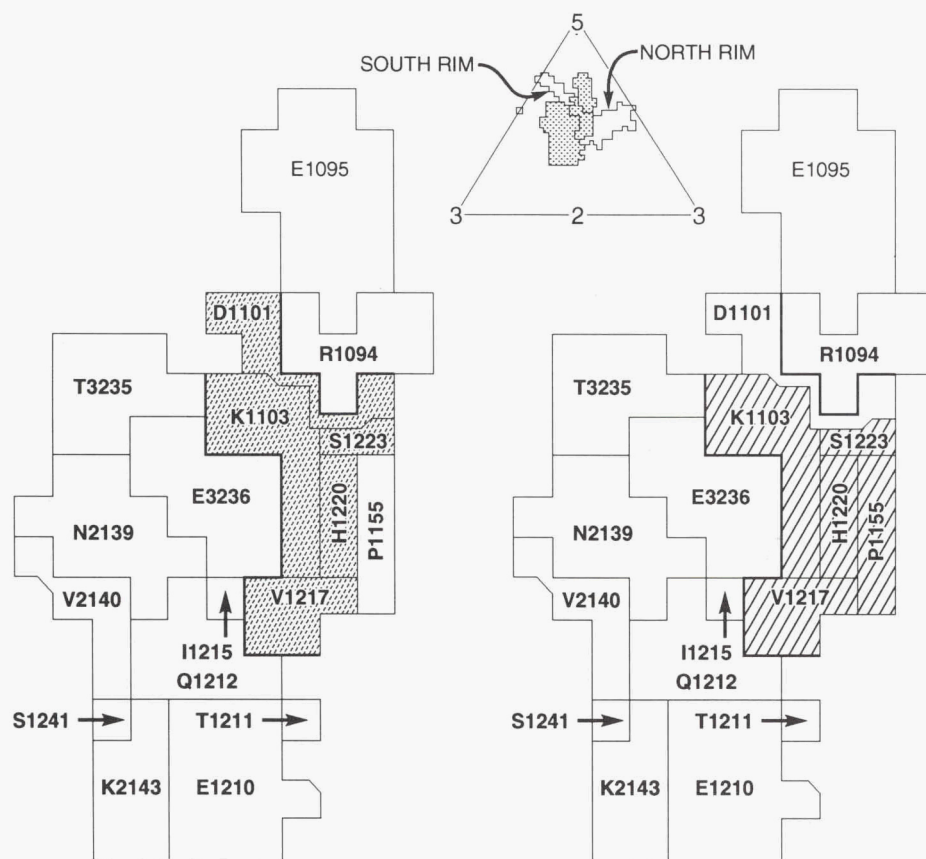 5
SOUTH RIM
NORTH RIM
3
2
3
E1095
D1101
R1094
T3235
K1103
S1223
E3236
H1220
P1155
N2139
V2140
V1217
I1215
Q1212
S1241
T1211
K2143
E1210
E1095
D1101
R1094
T3235
K1103
S1223
E3236
H1220
P1155
N2139
V2140
V1217
I1215
Q1212
S1241
T1211
K2143
E1210